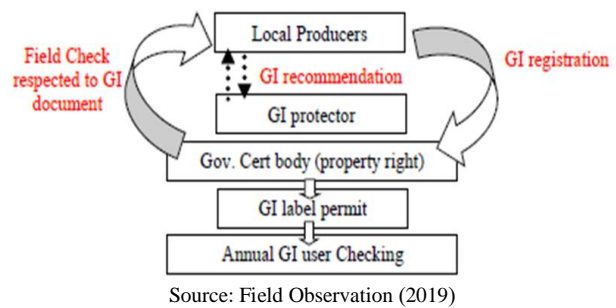 Local Producers
Field Check
respected to GI
document
GI recommendation
GI registration
GI protector
Gov. Cert body (property right)
GI label permit
Annual GI user Checking
Source: Field Observation (2019)